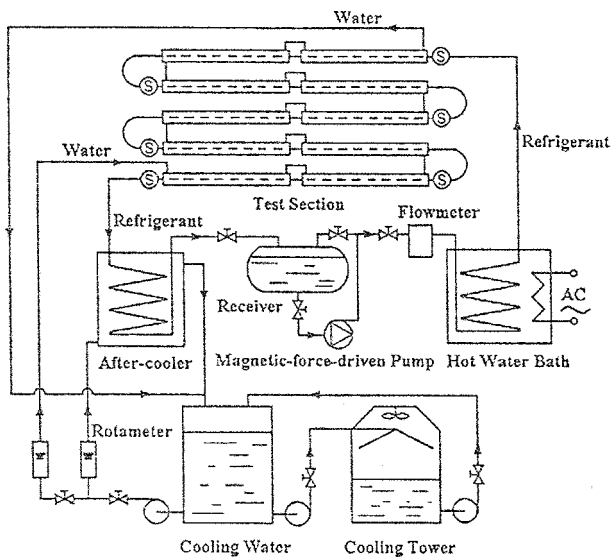 Water
S
S
S
S
S
S
Water
Refrigerant
Test Section
Refrigerant
Flowmeter
Receiver
AC
After-cooler
Magnetic-force-driven Pump
Hot Water Bath
Rotameter
Cooling Water
Cooling Tower